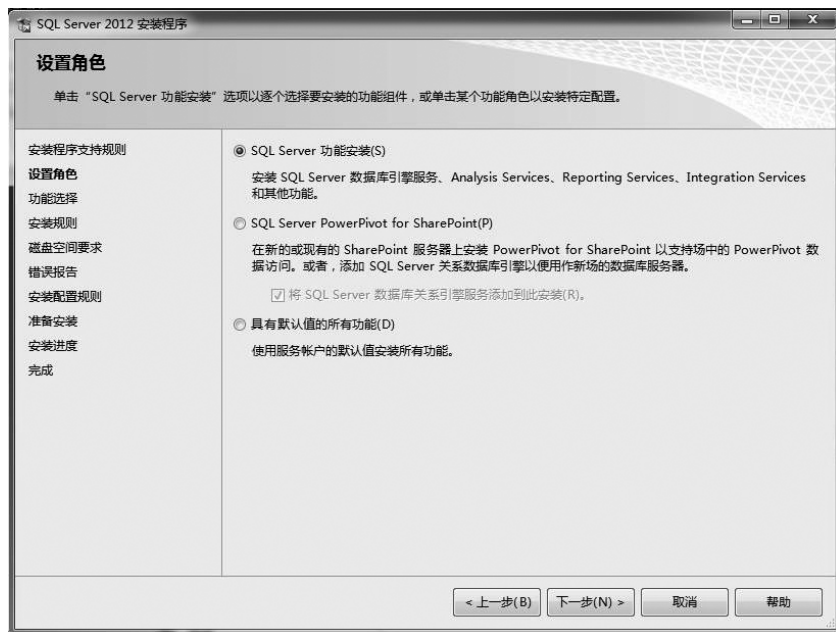 SQL Server 2012 安装程序
设置角色
单击“SQL Server 功能安装”选项以逐个选择要安装的功能组件，或单击某个功能角色以安装特定配置。
安装程序支持规则
设置角色
功能选择
安装规则
磁盘空间要求
错误报告
安装配置规则
准备安装
安装进度
完成
SQL Server 功能安装(S)
安装 SQL Server 数据库引擎服务、Analysis Services、Reporting Services、Integration Services
和其他功能。
SQL Server PowerPivot for SharePoint(P)
在新的或现有的 SharePoint 服务器上安装 PowerPivot for SharePoint 以支持场中的 PowerPivot 数
据访问。或者，添加 SQL Server 关系数据库引擎以便用作新场的数据库服务器。
将 SQL Server 数据库关系引擎服务添加到此安装(R)。
具有默认值的所有功能(D)
使用服务帐户的默认值安装所有功能。
< 上一步(B)
下一步(N) >
取消
帮助